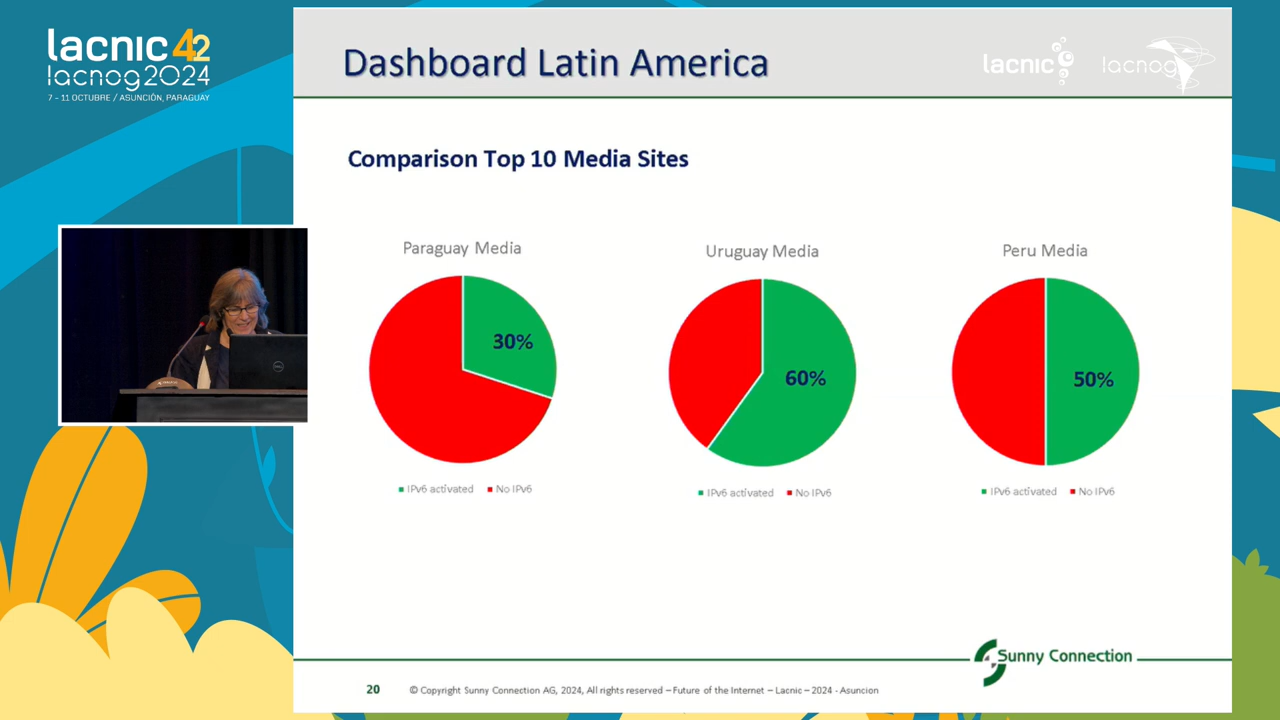 lacnic 42
lacnog2024
7 - 11 OCTUBRE / ASUNCIÓN, PARAGUAY
Dashboard Latin America
lacnic
lacnog
Comparison Top 10 Media Sites
Paraguay Media
30%
IPv6 activated No IPv6
Uruguay Media
60%
IPv6 activated No IPv6
Peru Media
50%
IPv6 activated No IPv6
Sunny Connection
20 © Copyright Sunny Connection AG, 2024, All rights reserved – Future of the Internet – Lacnic – 2024 - Asuncion